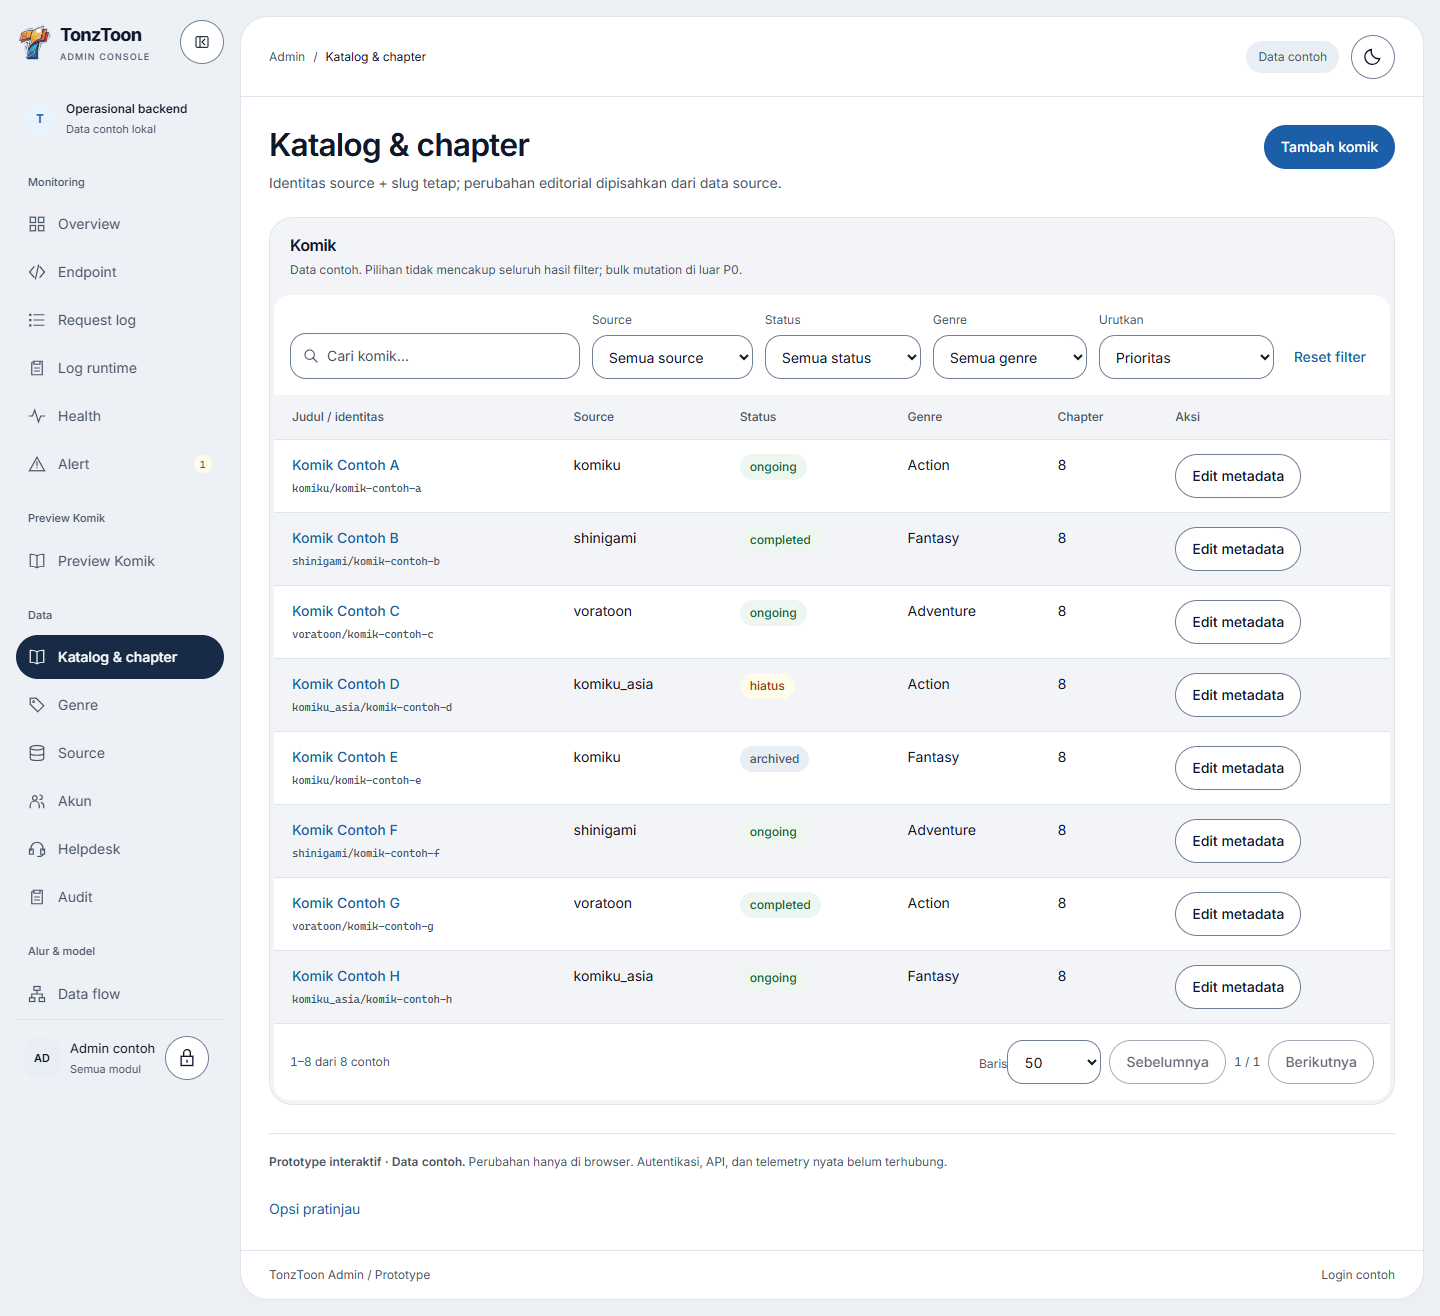 TonzToon
ADMIN CONSOLE
T
Operasional backend
Data contoh lokal
Monitoring
Overview
Endpoint
Request log
Log runtime
Health
Alert
1
Preview Komik
Preview Komik
Data
Katalog & chapter
Genre
Source
Akun
Helpdesk
Audit
Alur & model
Data flow
AD
Admin contoh
Semua modul
Admin / Katalog & chapter
Data contoh
Katalog & chapter
Identitas source + slug tetap; perubahan editorial dipisahkan dari data source.
Tambah komik
Komik
Data contoh. Pilihan tidak mencakup seluruh hasil filter; bulk mutation di luar P0.
Cari komik...
Source
Semua source
Status
Semua status
Genre
Semua genre
Urutkan
Prioritas
Reset filter
Judul / identitas Source Status Genre Chapter Aksi
Komik Contoh A komiku ongoing Action 8 Edit metadata
komiku/komik-contoh-a
Komik Contoh B shinigami completed Fantasy 8 Edit metadata
shinigami/komik-contoh-b
Komik Contoh C voratoon ongoing Adventure 8 Edit metadata
voratoon/komik-contoh-c
Komik Contoh D komiku_asia hiatus Action 8 Edit metadata
komiku_asia/komik-contoh-d
Komik Contoh E komiku archived Fantasy 8 Edit metadata
komiku/komik-contoh-e
Komik Contoh F shinigami ongoing Adventure 8 Edit metadata
shinigami/komik-contoh-f
Komik Contoh G voratoon completed Action 8 Edit metadata
voratoon/komik-contoh-g
Komik Contoh H komiku_asia ongoing Fantasy 8 Edit metadata
komiku_asia/komik-contoh-h
1–8 dari 8 contoh
Baris 50 Sebelumnya 1 / 1 Berikutnya
Prototype interaktif · Data contoh. Perubahan hanya di browser. Autentikasi, API, dan telemetry nyata belum terhubung.
Opsi pratinjau
TonzToon Admin / Prototype
Login contoh